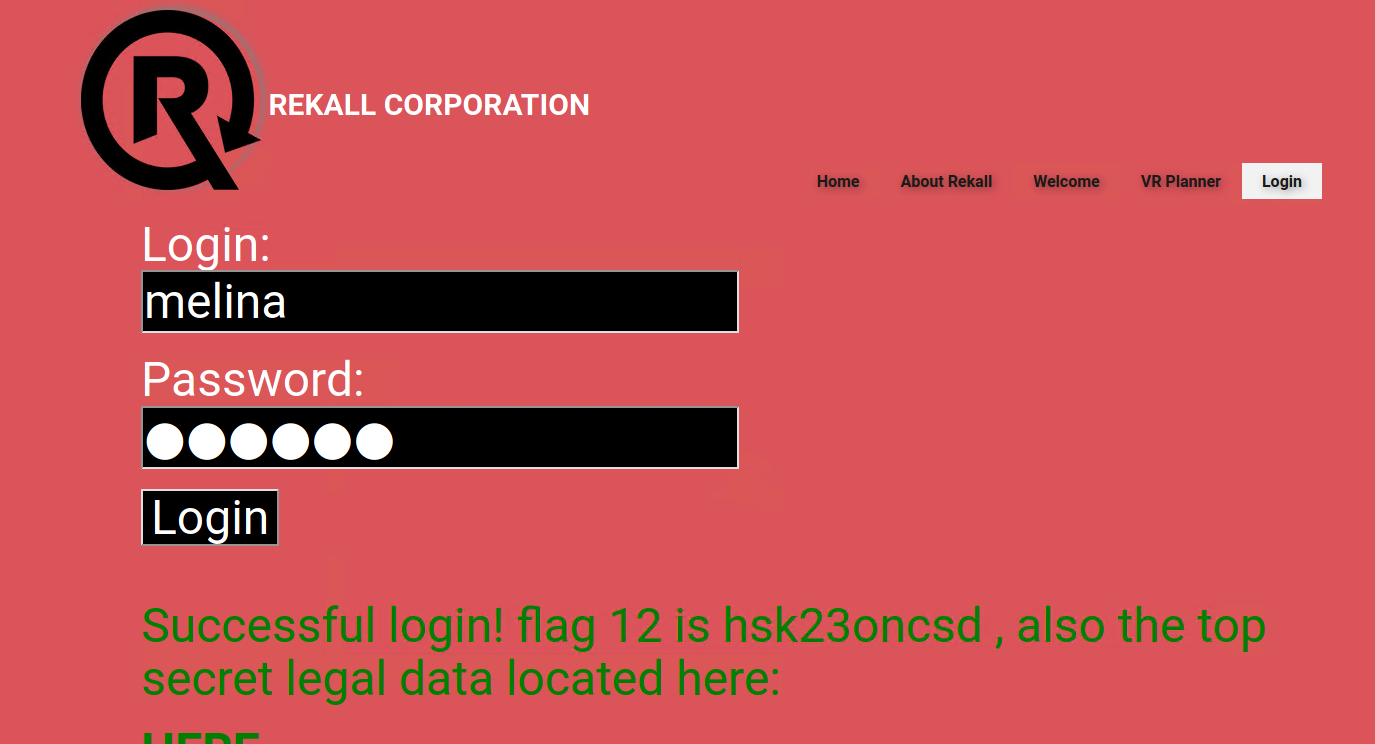 R
REKALL CORPORATION
Home About Rekall Welcome VR Planner Login
Login:
melina
Password:
●●●●●●
Login
Successful login! flag 12 is hsk23oncsd , also the top
secret legal data located here:
HERE